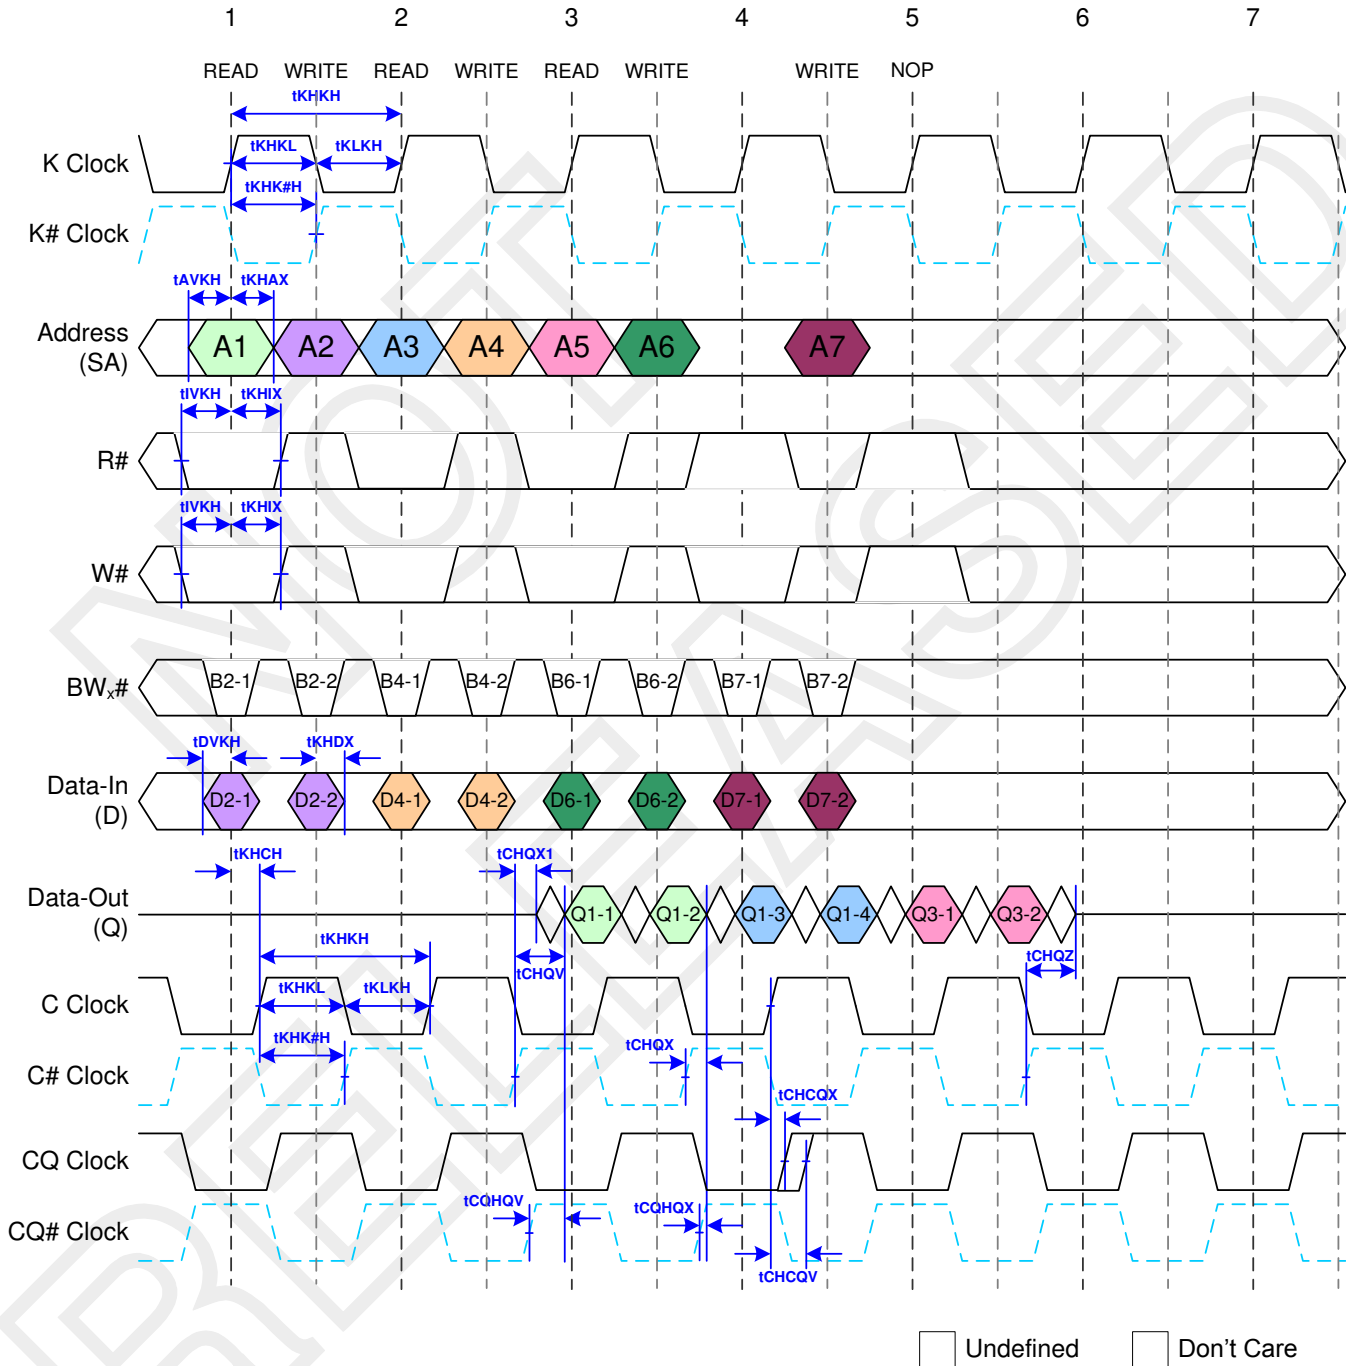 1 2 3 4 5 6 7
READ WRITE READ WRITE READ WRITE WRITE NOP
tKHKH
K Clock tKHKL tKLKH
tKHK#H
K# Clock
tAVKH tKHAX
Address
(SA)
A1 A2 A3 A4 A5 A6 A7
tIVKH tKHIX
R#
tIVKH tKHIX
W#
BWx# B2-1 B2-2 B4-1 B4-2 B6-1 B6-2 B7-1 B7-2
tDVKH tKHDX
Data-In
(D)
D2-1 D2-2 D4-1 D4-2 D6-1 D6-2 D7-1 D7-2
tKHCH tCHQX1
Data-Out
(Q)
Q1-1 Q1-2 Q1-3 Q1-4 Q3-1 Q3-2
tKHKH tCHQV tCHQZ
C Clock tKHKL tKLKH
tKHK#H tCHQX
C# Clock
tCHCQX
CQ Clock
tCQHQV tCQHQX
CQ# Clock
tCHCQV
Undefined Don't Care
NOT
RELEASED